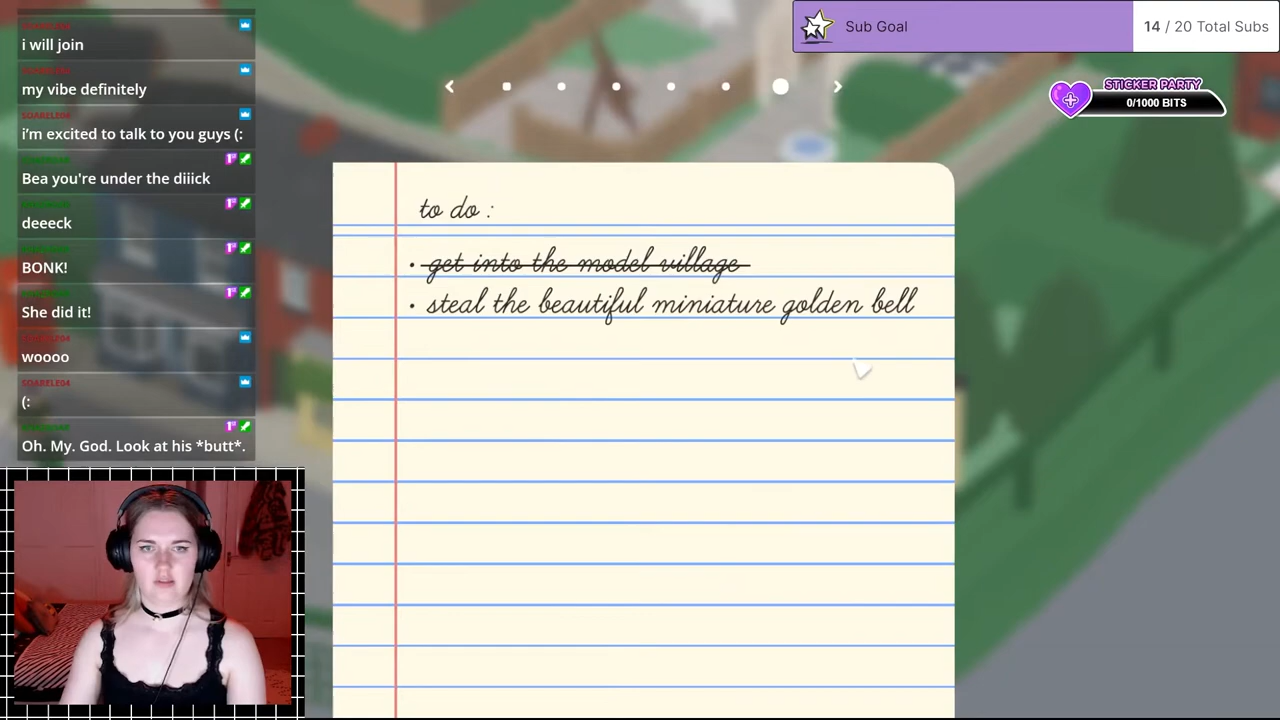 i will join
my vibe definitely
i'm excited to talk to you guys (:
Bea you're under the diiick
deeeck
BONK!
She did it!
woooo
SOARELE04
(:
Oh. My. God. Look at his *butt*.
Sub Goal
14 / 20 Total Subs
STICKER PARTY
0/1000 BITS
to do :
• get into the model village
• steal the beautiful miniature golden bell